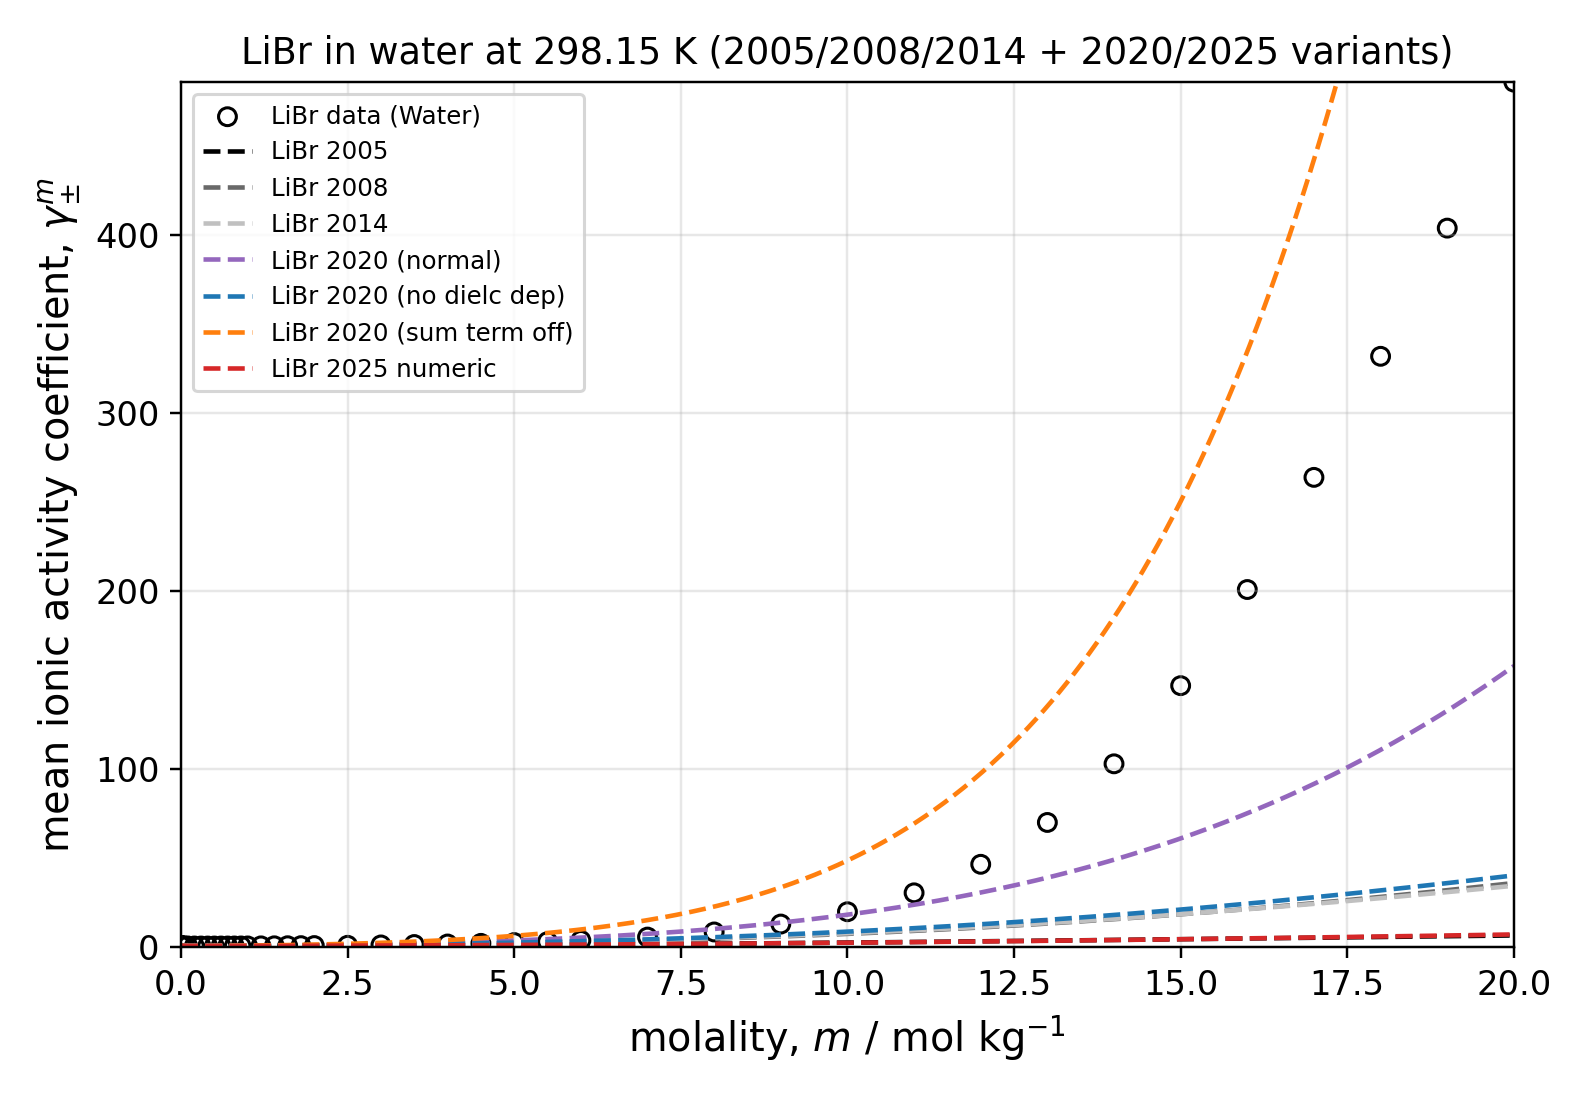 LiBr in water at 298.15 K (2005/2008/2014 + 2020/2025 variants)
mean ionic activity coefficient, γ±^m
400
300
200
100
0
LiBr data (Water)
LiBr 2005
LiBr 2008
LiBr 2014
LiBr 2020 (normal)
LiBr 2020 (no dielc dep)
LiBr 2020 (sum term off)
LiBr 2025 numeric
0.0 2.5 5.0 7.5 10.0 12.5 15.0 17.5 20.0
molality, m / mol kg⁻¹